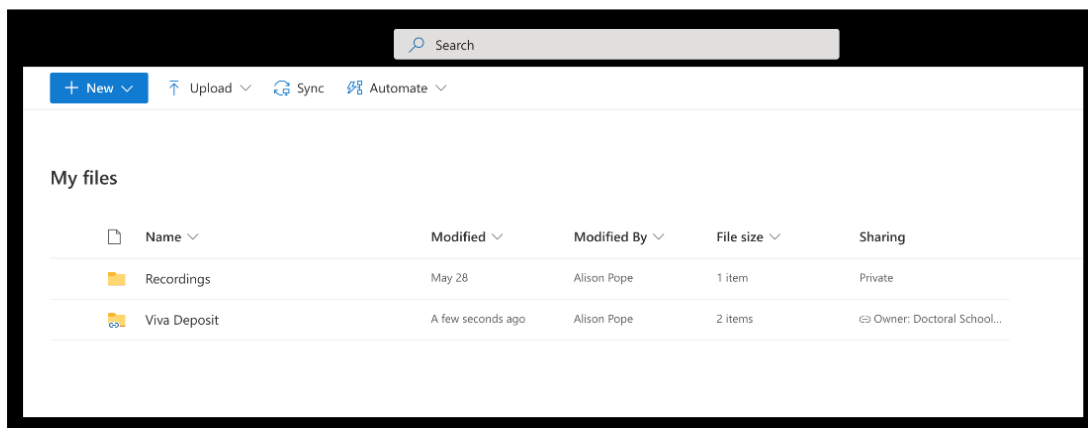 Search
New Upload Sync Automate
My files
Name Modified Modified By File size Sharing
Recordings May 28 Alison Pope 1 item Private
Viva Deposit A few seconds ago Alison Pope 2 items Owner: Doctoral School...